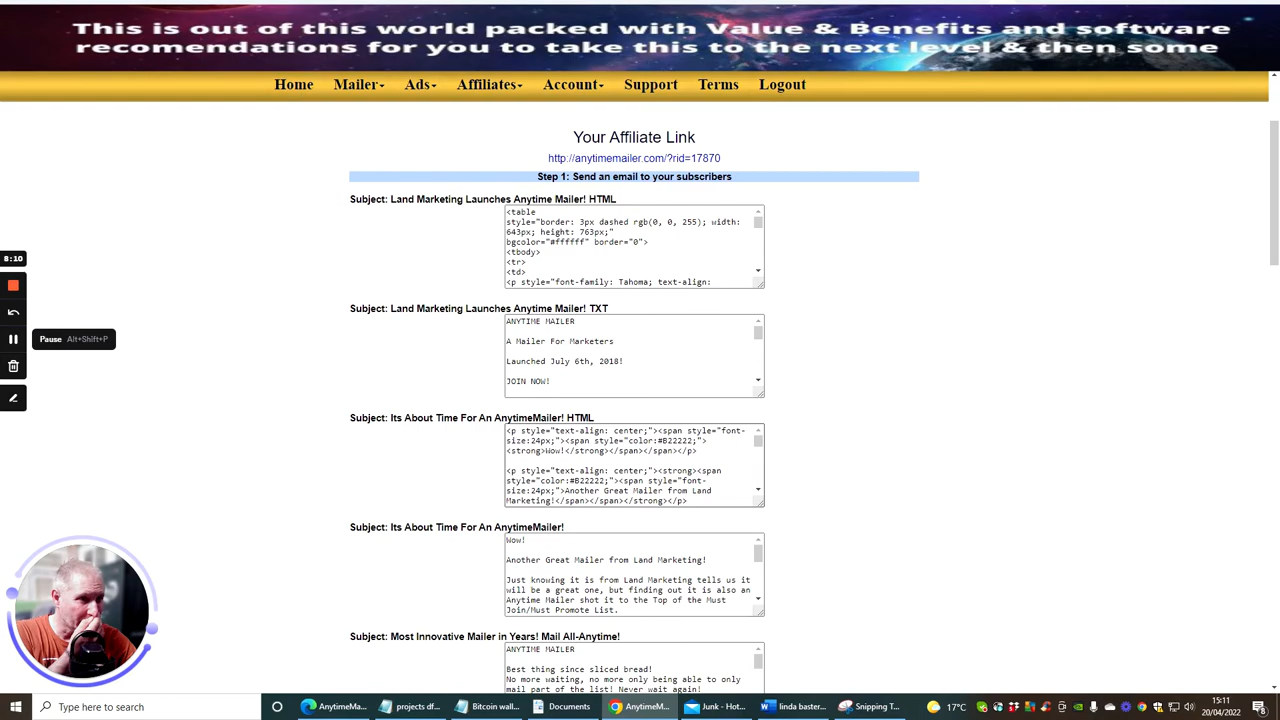 This is out of this world packed with Value & Benefits and software
recomendations for you to take this to the next level & then some
Home Mailer Ads Affiliates Account Support Terms Logout
Your Affiliate Link
http://anytimemailer.com/?rid=17870
Step 1: Send an email to your subscribers
Subject: Land Marketing Launches Anytime Mailer! HTML
<table
style="border: 3px dashed rgb(0, 0, 255); width:
643px; height: 763px;"
bgcolor="#ffffff" border="0">
<tbody>
<tr>
<td>
<p style="font-family: Tahoma; text-align:
8:10
Subject: Land Marketing Launches Anytime Mailer! TXT
ANYTIME MAILER
A Mailer For Marketers
Launched July 6th, 2018!
JOIN NOW!
Pause Alt+Shift+P
Subject: Its About Time For An AnytimeMailer! HTML
<p style="text-align: center;"><span style="font-
size:24px;"><span style="color:#B22222;">
<strong>Wow!</strong></span></span></p>
<p style="text-align: center;"><strong><span
style="color:#B22222;"><span style="font-
size:24px;">Another Great Mailer from Land
Marketing!</span></span></strong></p>
Subject: Its About Time For An AnytimeMailer!
Wow!
Another Great Mailer from Land Marketing!
Just knowing it is from Land Marketing tells us it
will be a great one, but finding out it is also an
Anytime Mailer shot it to the Top of the Must
Join/Must Promote List.
Subject: Most Innovative Mailer in Years! Mail All-Anytime!
ANYTIME MAILER
Best thing since sliced bread!
No more waiting, no more only being able to only
mail part of the list! Never wait again!
Type here to search
AnytimeMa...
projects df...
Bitcoin wall...
Documents
AnytimeM...
Junk - Hot...
linda baster...
Snipping T...
17°C
15:11
20/04/2022